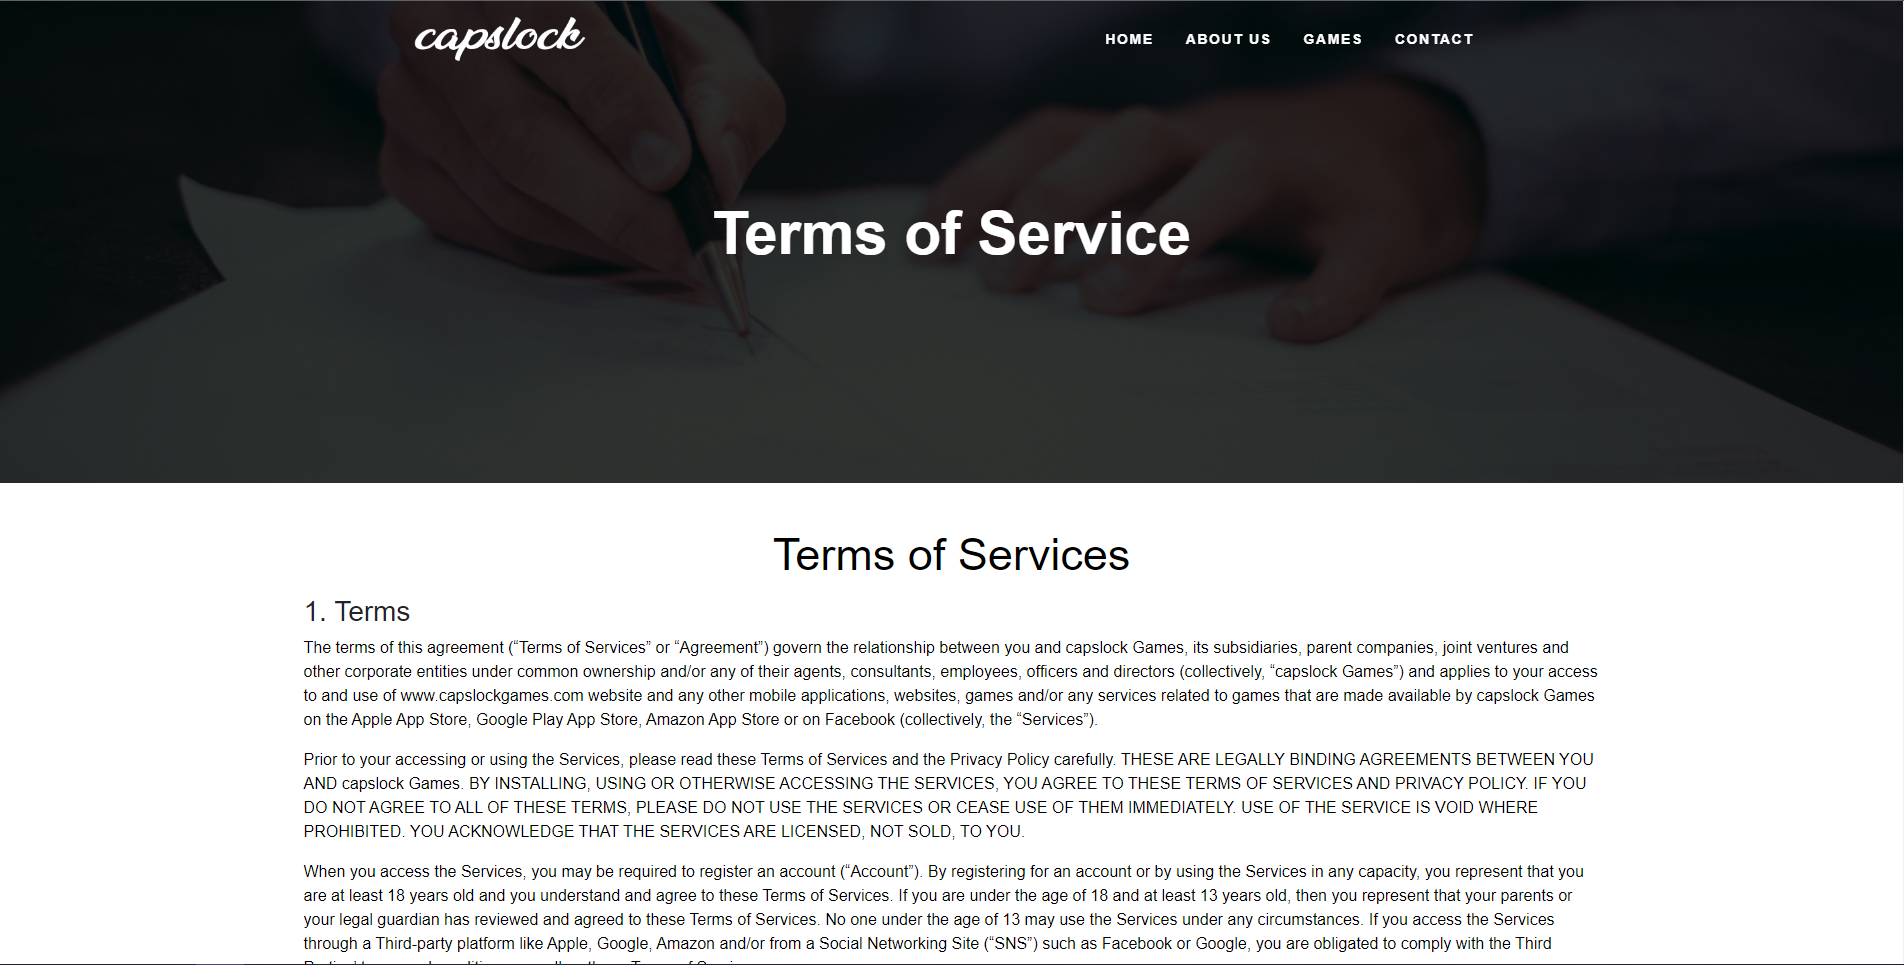 capslock
HOME ABOUT US GAMES CONTACT
Terms of Service
Terms of Services
1. Terms
The terms of this agreement (“Terms of Services” or “Agreement”) govern the relationship between you and capslock Games, its subsidiaries, parent companies, joint ventures and
other corporate entities under common ownership and/or any of their agents, consultants, employees, officers and directors (collectively, “capslock Games”) and applies to your access
to and use of www.capslockgames.com website and any other mobile applications, websites, games and/or any services related to games that are made available by capslock Games
on the Apple App Store, Google Play App Store, Amazon App Store or on Facebook (collectively, the “Services”).
Prior to your accessing or using the Services, please read these Terms of Services and the Privacy Policy carefully. THESE ARE LEGALLY BINDING AGREEMENTS BETWEEN YOU
AND capslock Games. BY INSTALLING, USING OR OTHERWISE ACCESSING THE SERVICES, YOU AGREE TO THESE TERMS OF SERVICES AND PRIVACY POLICY. IF YOU
DO NOT AGREE TO ALL OF THESE TERMS, PLEASE DO NOT USE THE SERVICES OR CEASE USE OF THEM IMMEDIATELY. USE OF THE SERVICE IS VOID WHERE
PROHIBITED. YOU ACKNOWLEDGE THAT THE SERVICES ARE LICENSED, NOT SOLD, TO YOU.
When you access the Services, you may be required to register an account (“Account”). By registering for an account or by using the Services in any capacity, you represent that you
are at least 18 years old and you understand and agree to these Terms of Services. If you are under the age of 18 and at least 13 years old, then you represent that your parents or
your legal guardian has reviewed and agreed to these Terms of Services. No one under the age of 13 may use the Services under any circumstances. If you access the Services
through a Third-party platform like Apple, Google, Amazon and/or from a Social Networking Site (“SNS”) such as Facebook or Google, you are obligated to comply with the Third